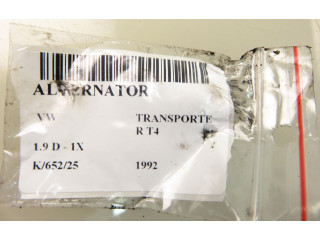 ALTERNATOR
VW TRANSPORTE
R T4
1.9 D - 1X
K/652/25 1992